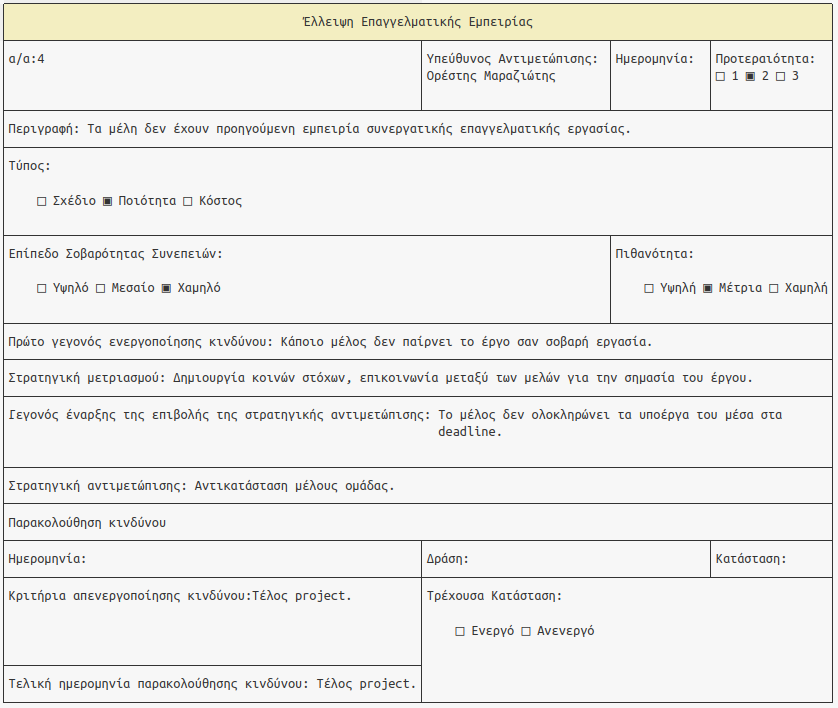 Έλλειψη Επαγγελματικής Εμπειρίας
α/α:4
Υπεύθυνος Αντιμετώπισης:
Ορέστης Μαραζιώτης
Ημερομηνία:
Προτεραιότητα:
□ 1 ▣ 2 □ 3
Περιγραφή: Τα μέλη δεν έχουν προηγούμενη εμπειρία συνεργατικής επαγγελματικής εργασίας.
Τύπος:
□ Σχέδιο ▣ Ποιότητα □ Κόστος
Επίπεδο Σοβαρότητας Συνεπειών:
□ Υψηλό □ Μεσαίο ▣ Χαμηλό
Πιθανότητα:
□ Υψηλή ▣ Μέτρια □ Χαμηλή
Πρώτο γεγονός ενεργοποίησης κινδύνου: Κάποιο μέλος δεν παίρνει το έργο σαν σοβαρή εργασία.
Στρατηγική μετριασμού: Δημιουργία κοινών στόχων, επικοινωνία μεταξύ των μελών για την σημασία του έργου.
Γεγονός έναρξης της επιβολής της στρατηγικής αντιμετώπισης: Το μέλος δεν ολοκληρώνει τα υποέργα του μέσα στα
deadline.
Στρατηγική αντιμετώπισης: Αντικατάσταση μέλους ομάδας.
Παρακολούθηση κινδύνου
Ημερομηνία:
Δράση:
Κατάσταση:
Κριτήρια απενεργοποίησης κινδύνου:Τέλος project.
Τρέχουσα Κατάσταση:
□ Ενεργό □ Ανενεργό
Τελική ημερομηνία παρακολούθησης κινδύνου: Τέλος project.